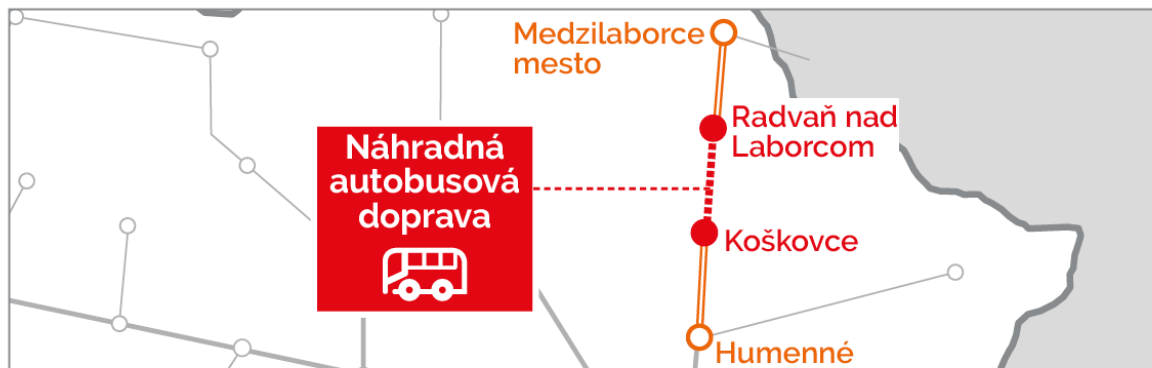 Medzilaborce
mesto
Radvaň nad
Laborcom
Náhradná
autobusová
doprava
Koškovce
Humenné